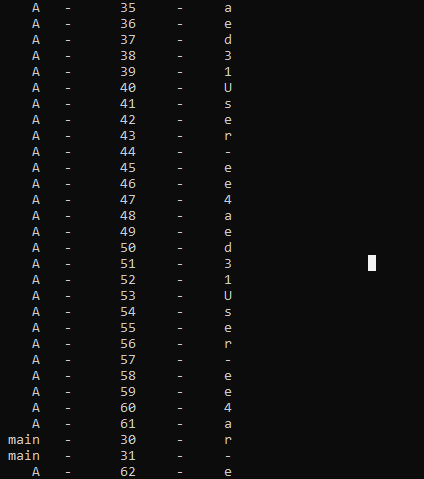 A - 35 - a
A - 36 - e
A - 37 - d
A - 38 - 3
A - 39 - 1
A - 40 - U
A - 41 - s
A - 42 - e
A - 43 - r
A - 44 - -
A - 45 - e
A - 46 - e
A - 47 - 4
A - 48 - a
A - 49 - e
A - 50 - d
A - 51 - 3
A - 52 - 1
A - 53 - U
A - 54 - s
A - 55 - e
A - 56 - r
A - 57 - -
A - 58 - e
A - 59 - e
A - 60 - 4
A - 61 - a
main - 30 - r
main - 31 - -
A - 62 - e